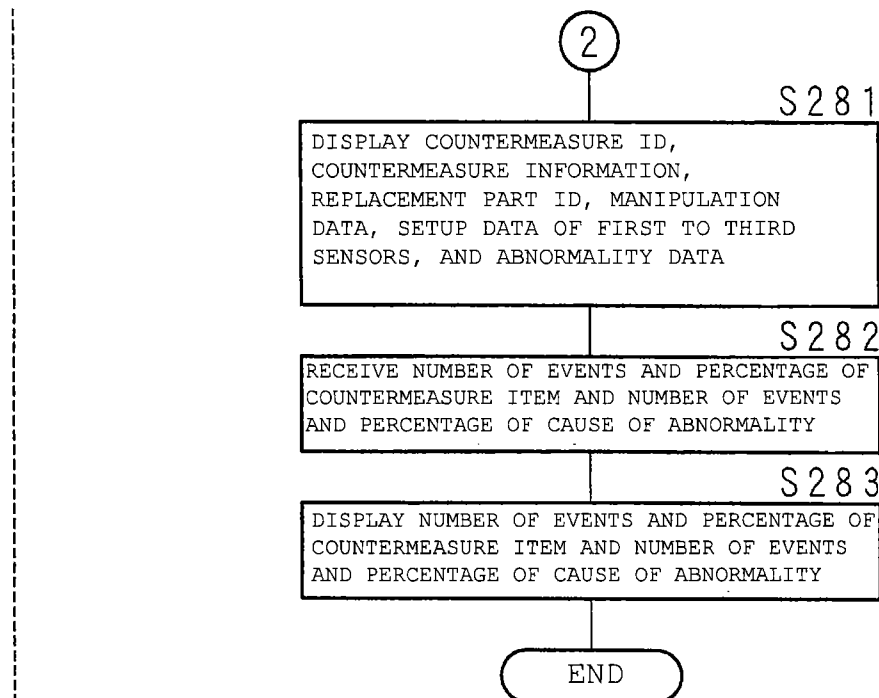 2
S281
DISPLAY COUNTERMEASURE ID,
COUNTERMEASURE INFORMATION,
REPLACEMENT PART ID, MANIPULATION
DATA, SETUP DATA OF FIRST TO THIRD
SENSORS, AND ABNORMALITY DATA
S282
RECEIVE NUMBER OF EVENTS AND PERCENTAGE OF
COUNTERMEASURE ITEM AND NUMBER OF EVENTS
AND PERCENTAGE OF CAUSE OF ABNORMALITY
S283
DISPLAY NUMBER OF EVENTS AND PERCENTAGE OF
COUNTERMEASURE ITEM AND NUMBER OF EVENTS
AND PERCENTAGE OF CAUSE OF ABNORMALITY
END